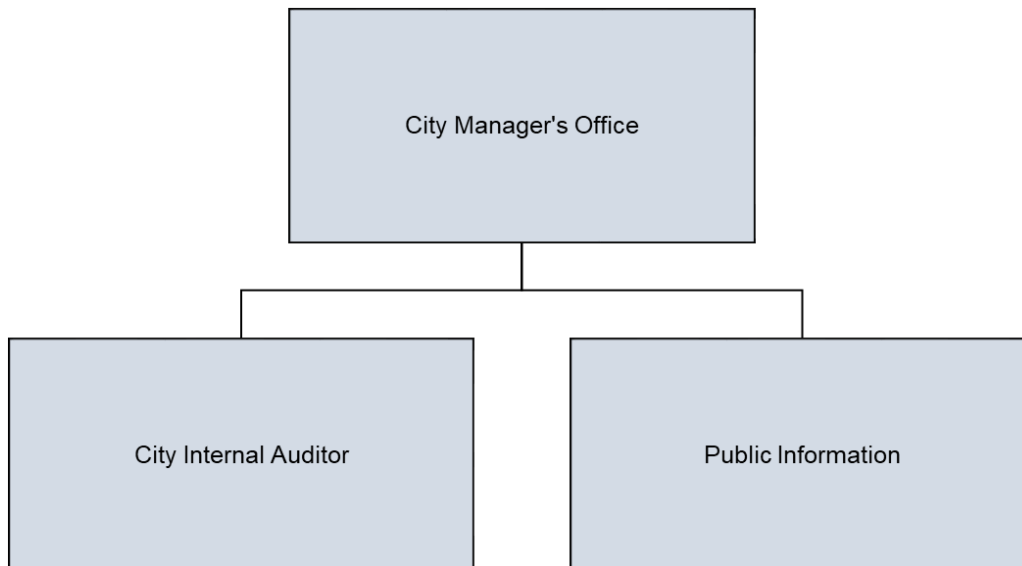 City Manager's Office
City Internal Auditor
Public Information